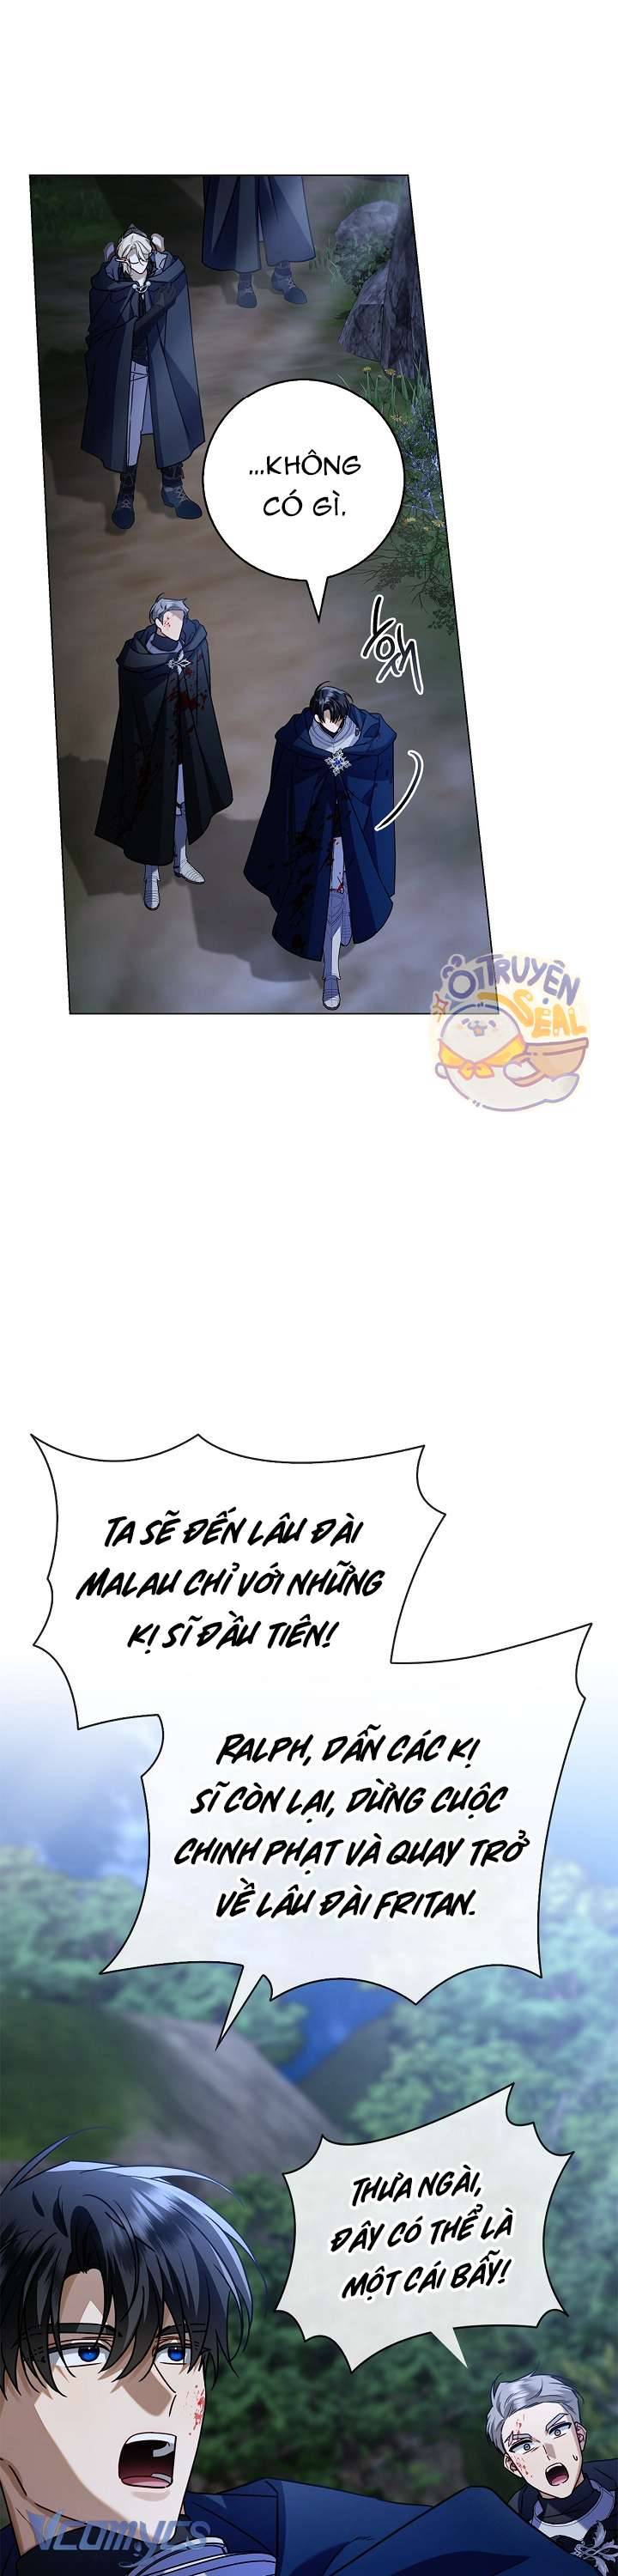 ...KHÔNG
CÓ GÌ.
Ờ TRUYỆN
SEAL
TA SẼ ĐẾN LÂU ĐÀI
MALAU CHỈ VỚI NHỮNG
KỊ SĨ ĐẦU TIÊN!
RALPH, DẪN CÁC KỊ
SĨ CÒN LẠI, DỪNG CUỘC
CHINH PHẠT VÀ QUAY TRỞ
VỀ LÂU ĐÀI FRITAN.
THƯA NGÀI,
ĐÂY CÓ THỂ LÀ
MỘT CÁI BẪY!
Vcomycs